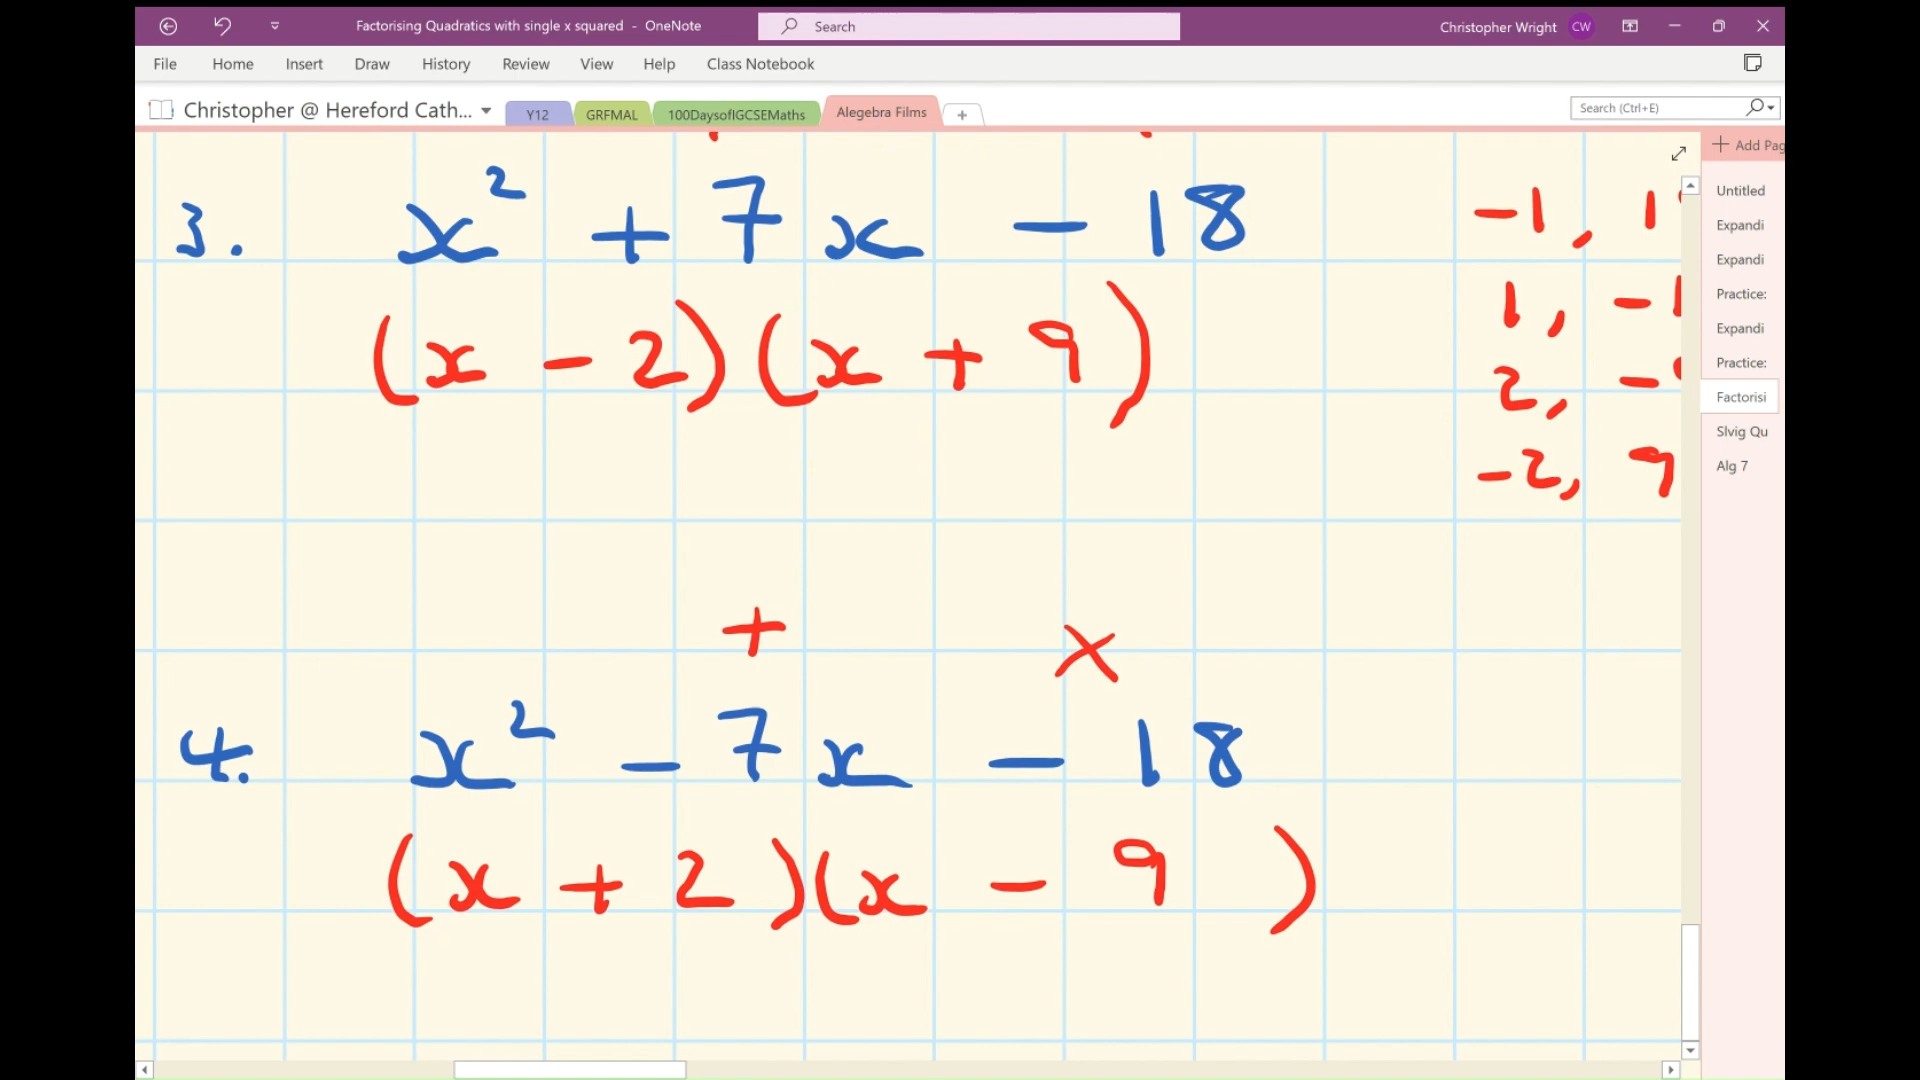 Factorising Quadratics with single x squared - OneNote
Search
Christopher Wright CW
File Home Insert Draw History Review View Help Class Notebook
Christopher @ Hereford Cath... Y12 GRFMAL 100DaysofIGCSEMaths Alegebra Films +
Search (Ctrl+E)
+ Add Pag
Untitled
Expandi
Expandi
Practice:
Expandi
Practice:
Factorisi
Slvig Qu
Alg 7
3. x² + 7x - 18
(x - 2)(x + 9)
-1, 1
1, -1
2, -9
-2, 9
+ ×
4. x² - 7x - 18
(x + 2)(x - 9)